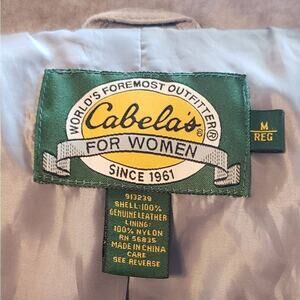 WORLD'S FOREMOST OUTFITTER®
Cabela's®
FOR WOMEN
SINCE 1961
M
REG
913239
SHELL:100%
GENUINE LEATHER
LINING:
100% NYLON
RN 56835
MADE IN CHINA
CARE
SEE REVERSE